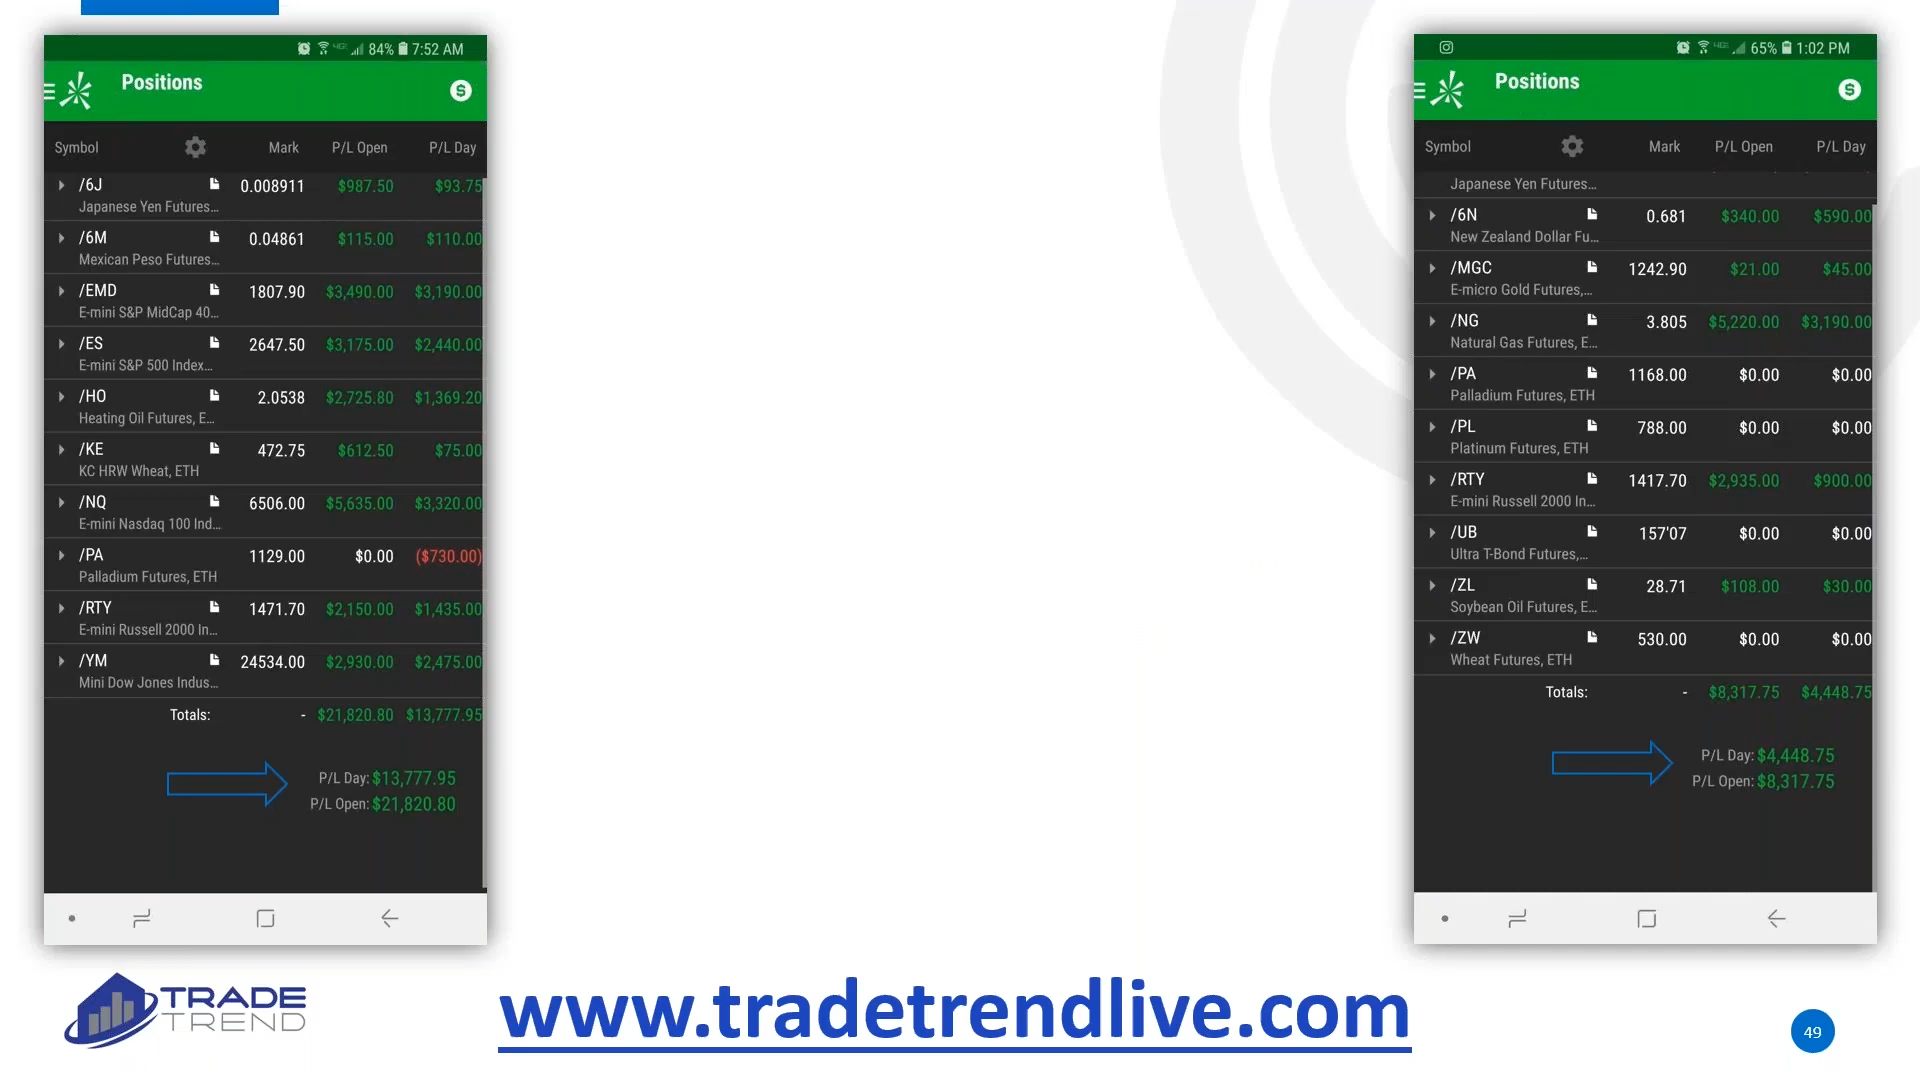 84% 7:52 AM
Positions
Symbol Mark P/L Open P/L Day
/6J 0.008911 $987.50 $93.75
Japanese Yen Futures...
/6M 0.04861 $115.00 $110.00
Mexican Peso Futures...
/EMD 1807.90 $3,490.00 $3,190.00
E-mini S&P MidCap 40...
/ES 2647.50 $3,175.00 $2,440.00
E-mini S&P 500 Index...
/HO 2.0538 $2,725.80 $1,369.20
Heating Oil Futures, E...
/KE 472.75 $612.50 $75.00
KC HRW Wheat, ETH
/NQ 6506.00 $5,635.00 $3,320.00
E-mini Nasdaq 100 Ind...
/PA 1129.00 $0.00 ($730.00)
Palladium Futures, ETH
/RTY 1471.70 $2,150.00 $1,435.00
E-mini Russell 2000 In...
/YM 24534.00 $2,930.00 $2,475.00
Mini Dow Jones Indus...
Totals: - $21,820.80 $13,777.95
P/L Day: $13,777.95
P/L Open: $21,820.80
65% 1:02 PM
Positions
Symbol Mark P/L Open P/L Day
Japanese Yen Futures...
/6N 0.681 $340.00 $590.00
New Zealand Dollar Fu...
/MGC 1242.90 $21.00 $45.00
E-micro Gold Futures,...
/NG 3.805 $5,220.00 $3,190.00
Natural Gas Futures, E...
/PA 1168.00 $0.00 $0.00
Palladium Futures, ETH
/PL 788.00 $0.00 $0.00
Platinum Futures, ETH
/RTY 1417.70 $2,935.00 $900.00
E-mini Russell 2000 In...
/UB 157'07 $0.00 $0.00
Ultra T-Bond Futures,...
/ZL 28.71 $108.00 $30.00
Soybean Oil Futures, E...
/ZW 530.00 $0.00 $0.00
Wheat Futures, ETH
Totals: - $8,317.75 $4,448.75
P/L Day: $4,448.75
P/L Open: $8,317.75
TRADE
TREND
www.tradetrendlive.com
49